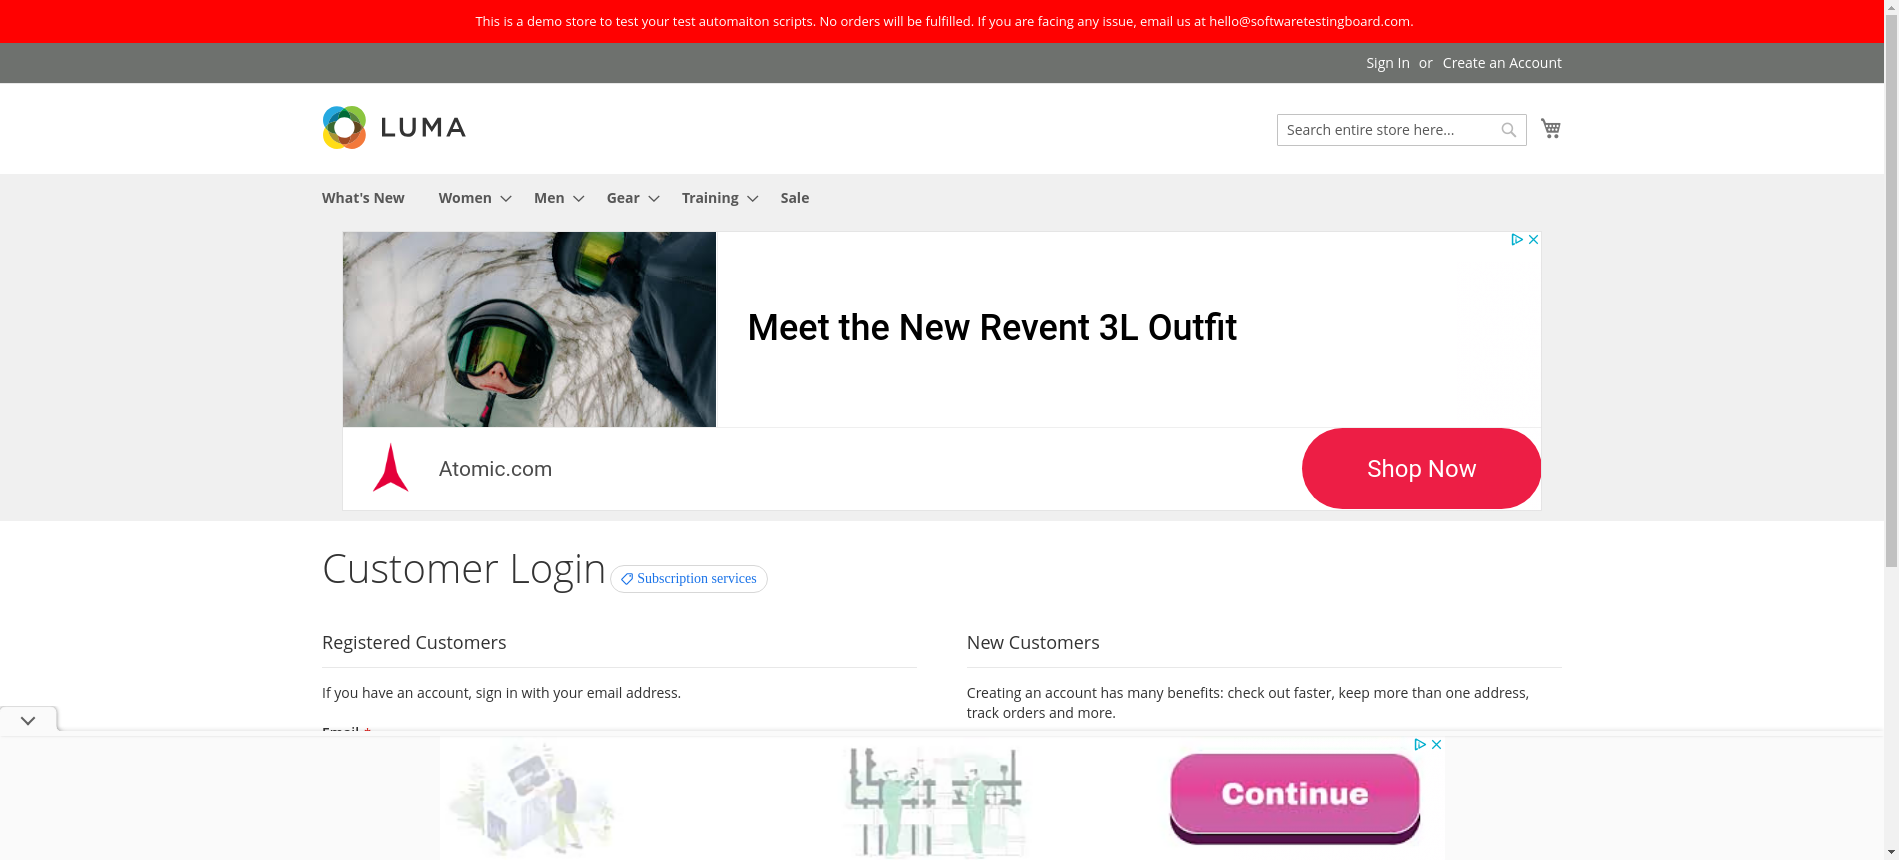 This is a demo store to test your test automaiton scripts. No orders will be fulfilled. If you are facing any issue, email us at hello@softwaretestingboard.com.
Sign In or Create an Account
LUMA
Search entire store here...
What's New Women Men Gear Training Sale
Meet the New Revent 3L Outfit
Atomic.com
Shop Now
Customer Login
Subscription services
Registered Customers
If you have an account, sign in with your email address.
Email *
New Customers
Creating an account has many benefits: check out faster, keep more than one address,
track orders and more.
Continue